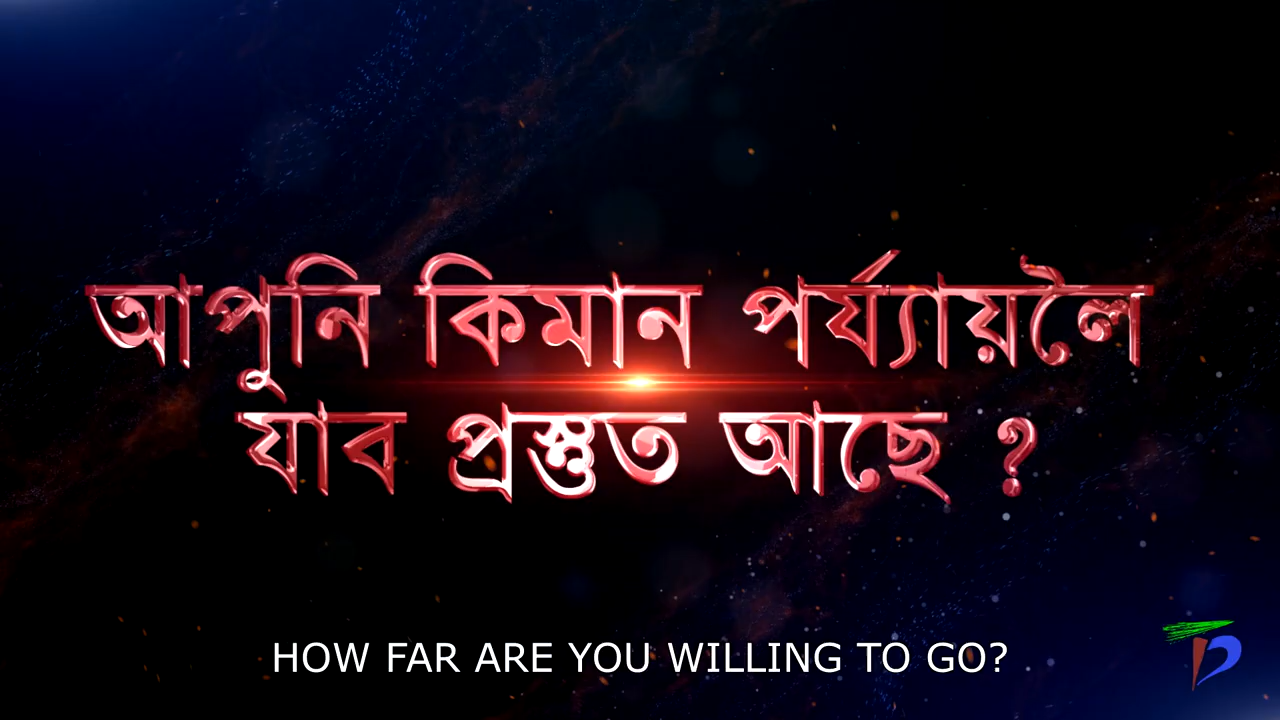 আপুনি কিমান পৰ্য্যায়লৈ
যাব প্ৰস্তুত আছে ?
HOW FAR ARE YOU WILLING TO GO?